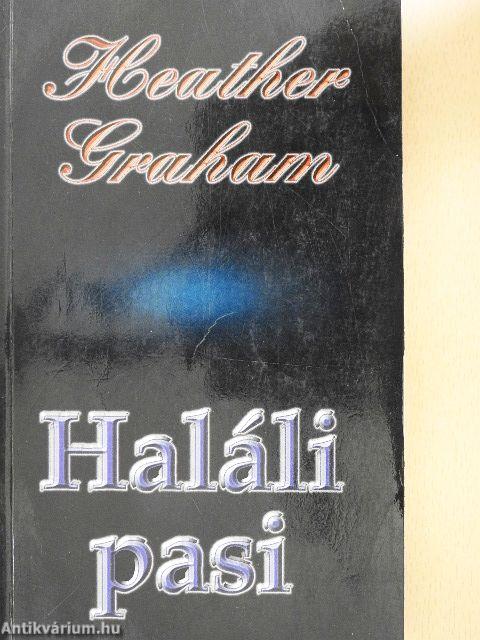 Heather
Graham
Haláli
pasi
Antikvárium.hu